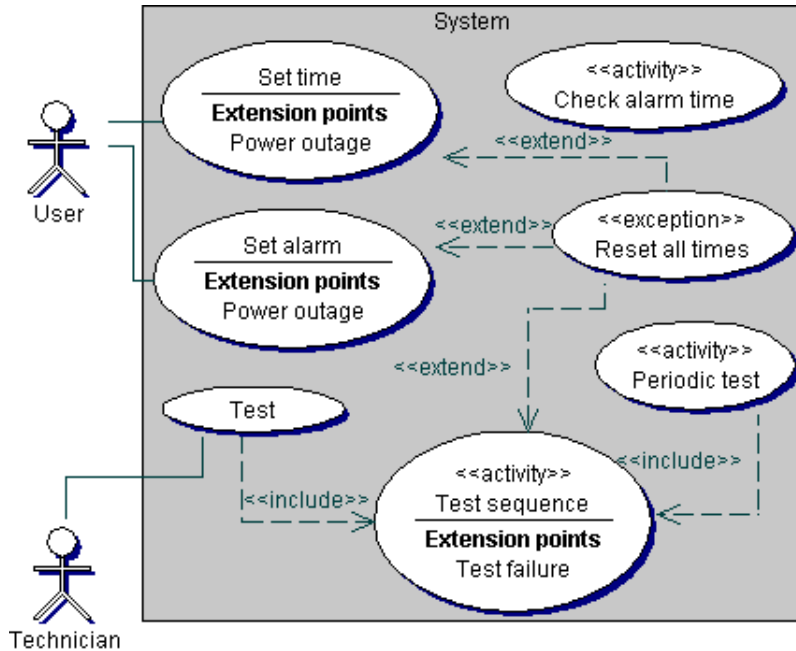 System
Set time
Extension points
Power outage
<<activity>>
Check alarm time
<<extend>>
User
<<exception>>
Reset all times
<<extend>>
Set alarm
Extension points
Power outage
<<extend>>
<<activity>>
Periodic test
Test
<<include>>
<<activity>>
Test sequence
Extension points
Test failure
<<include>>
Technician